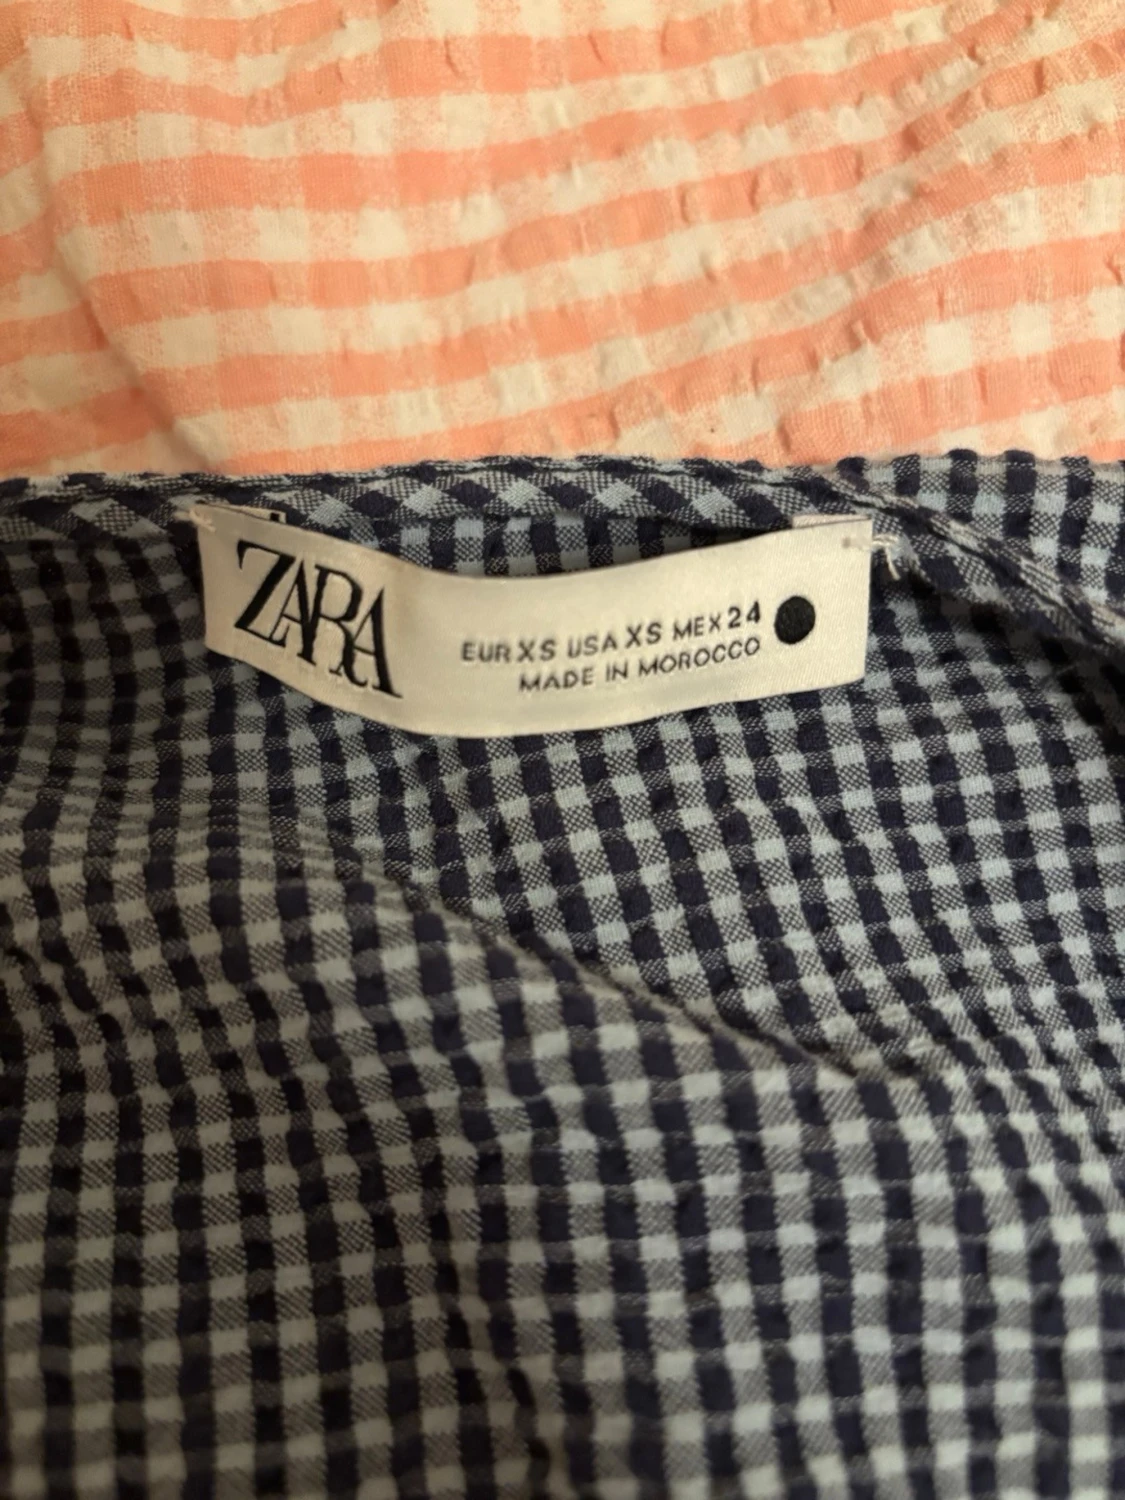 ZARA
EUR XS USA XS MEX 24
MADE IN MOROCCO